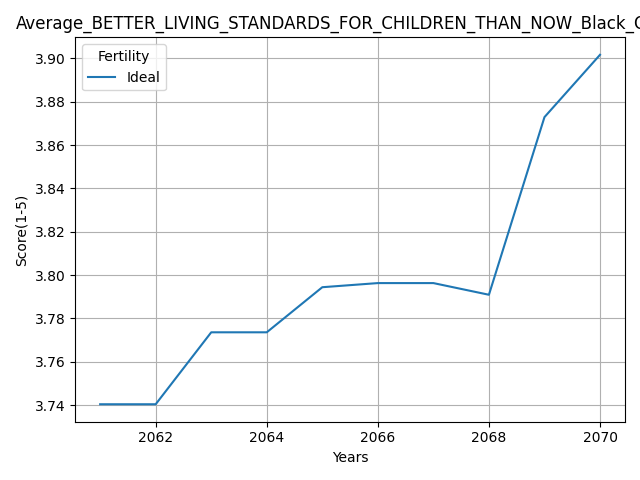 Average_BETTER_LIVING_STANDARDS_FOR_CHILDREN_THAN_NOW_Black_
Fertility
Ideal
3.90
3.88
3.86
3.84
3.82
3.80
3.78
3.76
3.74
Score(1-5)
2062 2064 2066 2068 2070
Years